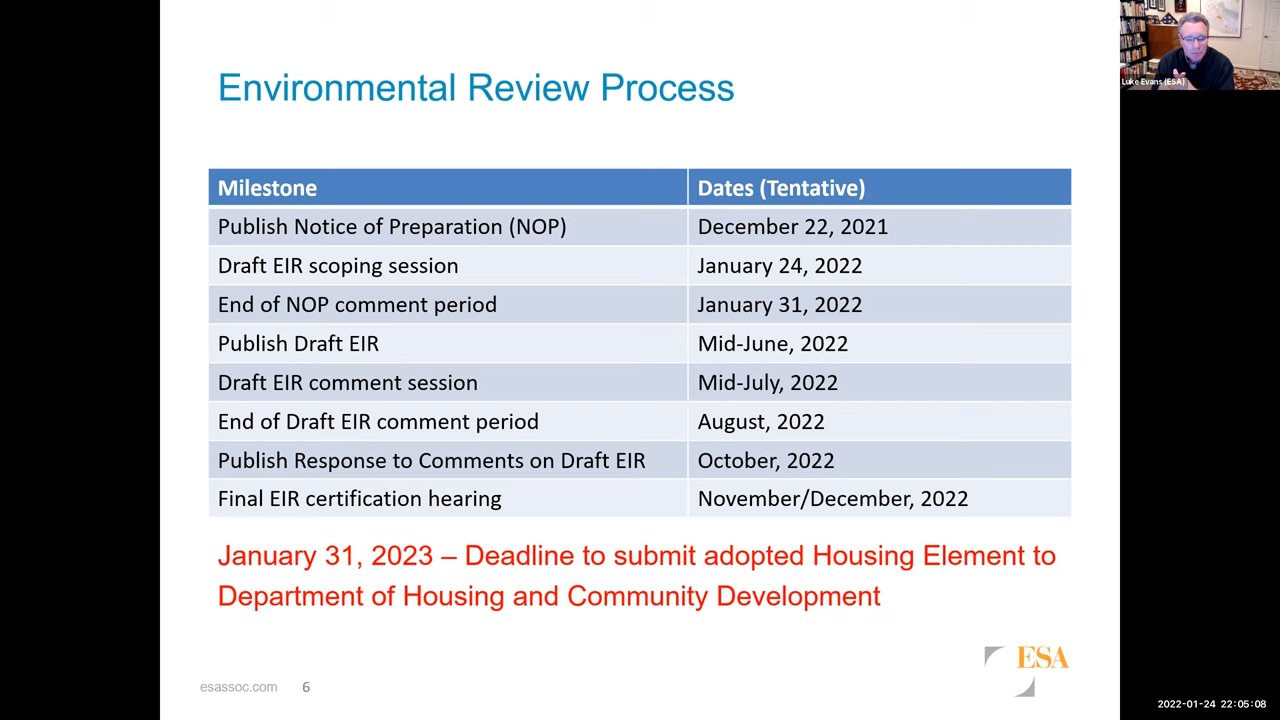 Environmental Review Process
Luke Evans (ESA)
Milestone Dates (Tentative)
Publish Notice of Preparation (NOP) December 22, 2021
Draft EIR scoping session January 24, 2022
End of NOP comment period January 31, 2022
Publish Draft EIR Mid-June, 2022
Draft EIR comment session Mid-July, 2022
End of Draft EIR comment period August, 2022
Publish Response to Comments on Draft EIR October, 2022
Final EIR certification hearing November/December, 2022
January 31, 2023 – Deadline to submit adopted Housing Element to
Department of Housing and Community Development
ESA
esassoc.com 6
2022-01-24 22:05:08